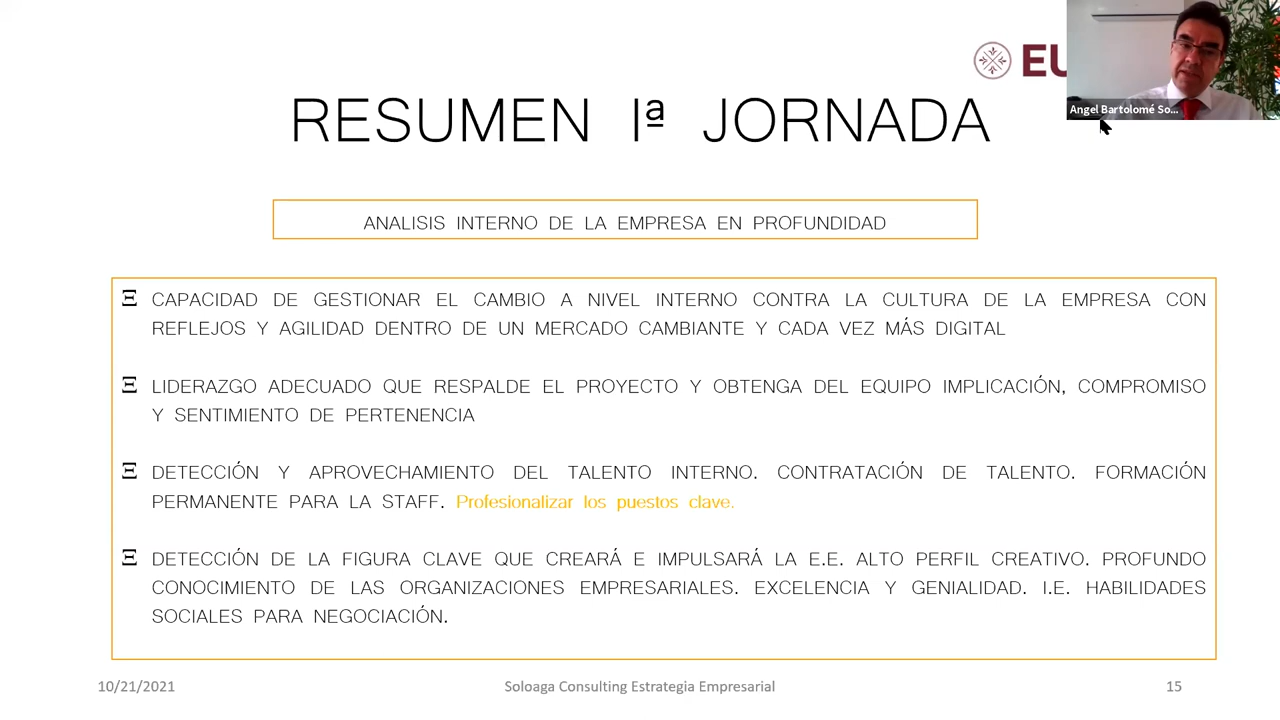 EU
Angel Bartolomé So...
RESUMEN Iª JORNADA
ANALISIS INTERNO DE LA EMPRESA EN PROFUNDIDAD
Ξ CAPACIDAD DE GESTIONAR EL CAMBIO A NIVEL INTERNO CONTRA LA CULTURA DE LA EMPRESA CON
REFLEJOS Y AGILIDAD DENTRO DE UN MERCADO CAMBIANTE Y CADA VEZ MÁS DIGITAL
Ξ LIDERAZGO ADECUADO QUE RESPALDE EL PROYECTO Y OBTENGA DEL EQUIPO IMPLICACIÓN, COMPROMISO
Y SENTIMIENTO DE PERTENENCIA
Ξ DETECCIÓN Y APROVECHAMIENTO DEL TALENTO INTERNO. CONTRATACIÓN DE TALENTO. FORMACIÓN
PERMANENTE PARA LA STAFF. Profesionalizar los puestos clave.
Ξ DETECCIÓN DE LA FIGURA CLAVE QUE CREARÁ E IMPULSARÁ LA E.E. ALTO PERFIL CREATIVO. PROFUNDO
CONOCIMIENTO DE LAS ORGANIZACIONES EMPRESARIALES. EXCELENCIA Y GENIALIDAD. I.E. HABILIDADES
SOCIALES PARA NEGOCIACIÓN.
10/21/2021
Soloaga Consulting Estrategia Empresarial
15